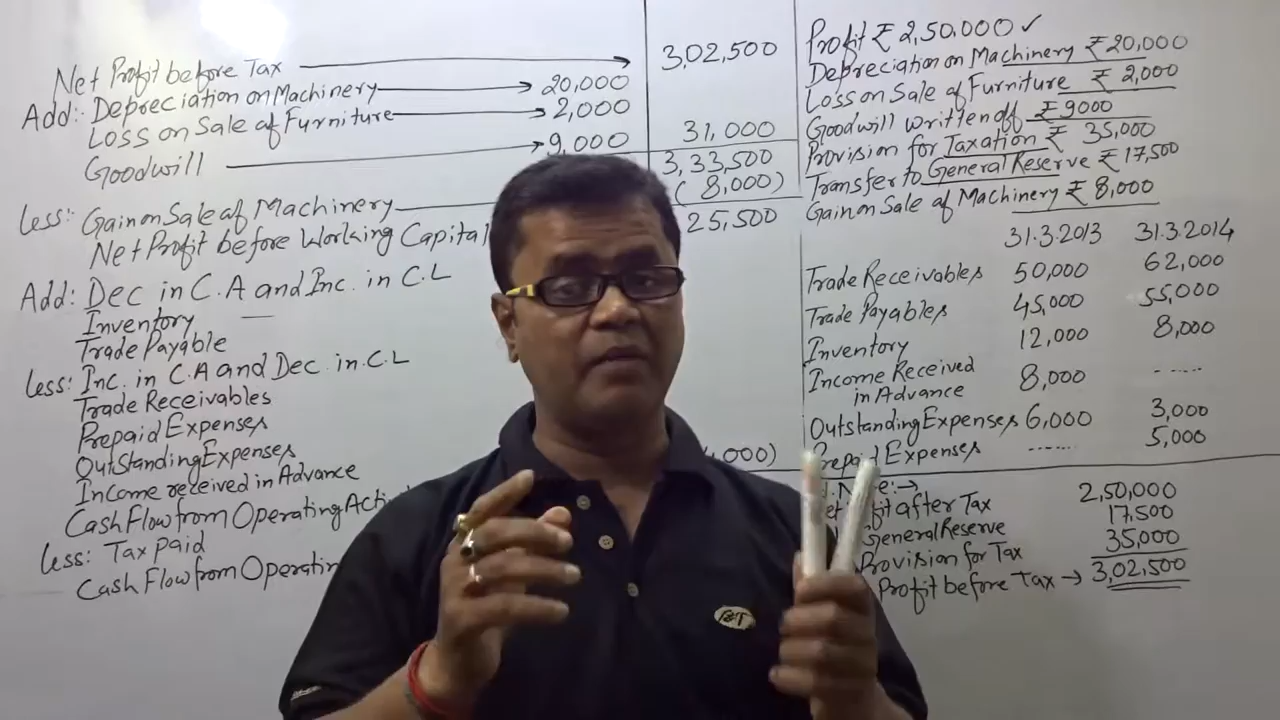 Net Profit before Tax 3,02,500
Add:- Depreciation on Machinery 20,000
Loss on Sale of Furniture 2,000
Goodwill 9,000 31,000
3,33,500
Less:- Gain on Sale of Machinery (8,000)
Net Profit before Working Capital 25,500
Add: Dec in C.A and Inc. in C.L
Inventory
Trade Payable
Less: Inc. in C.A and Dec. in C.L
Trade Receivables
Prepaid Expenses
OutStanding Expenses
Income received in Advance
,000)
Cash Flow from Operating Acti
Less: Tax paid
Cash Flow from Operatin
Profit ₹ 2,50,000 ✓
Depreciation on Machinery ₹ 20,000
Loss on Sale of Furniture ₹ 2,000
Goodwill written off ₹ 9000
Provision for Taxation ₹ 35,000
Transfer to General Reserve ₹ 17,500
Gain on Sale of Machinery ₹ 8,000
31.3.2013 31.3.2014
Trade Receivables 50,000 62,000
Trade Payables 45,000 55,000
Inventory 12,000 8,000
Income Received in Advance 8,000 -----
Outstanding Expenses 6,000 3,000
Prepaid Expenses ------ 5,000
Note:→
fit after Tax 2,50,000
General Reserve 17,500
Provision for Tax 35,000
Profit before Tax → 3,02,500